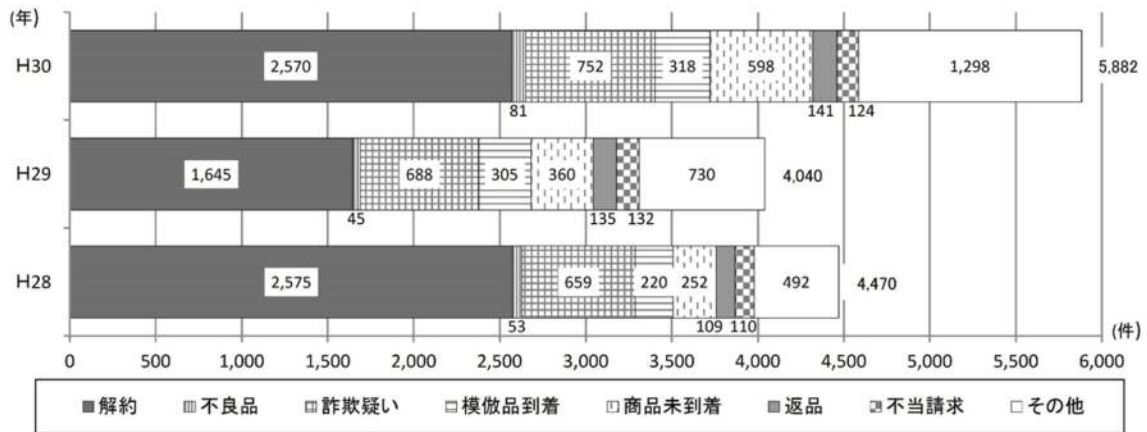 (年)
H30 2,570 752 318 598 1,298 5,882
81 141 124
H29 1,645 688 305 360 730 4,040
45 135 132
H28 2,575 659 220 252 492 4,470
53 109 110
(件)
0 500 1,000 1,500 2,000 2,500 3,000 3,500 4,000 4,500 5,000 5,500 6,000
解約 不良品 詐欺疑い 模倣品到着 商品未到着 返品 不当請求 その他